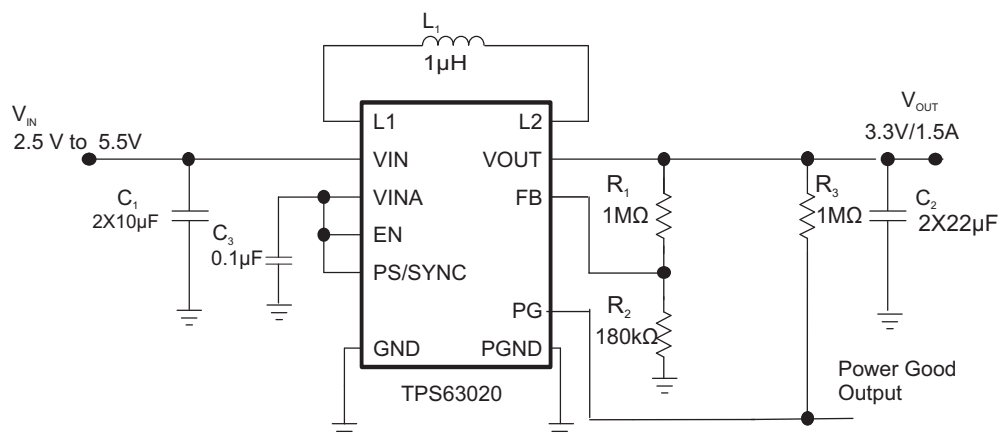 L₁
1µH
V_IN
2.5 V to 5.5V
V_OUT
3.3V/1.5A
L1
L2
VIN
VOUT
VINA
FB
EN
PS/SYNC
PG
GND
PGND
TPS63020
C₁
2X10µF
C₃
0.1µF
R₁
1MΩ
R₂
180kΩ
R₃
1MΩ
C₂
2X22µF
Power Good
Output